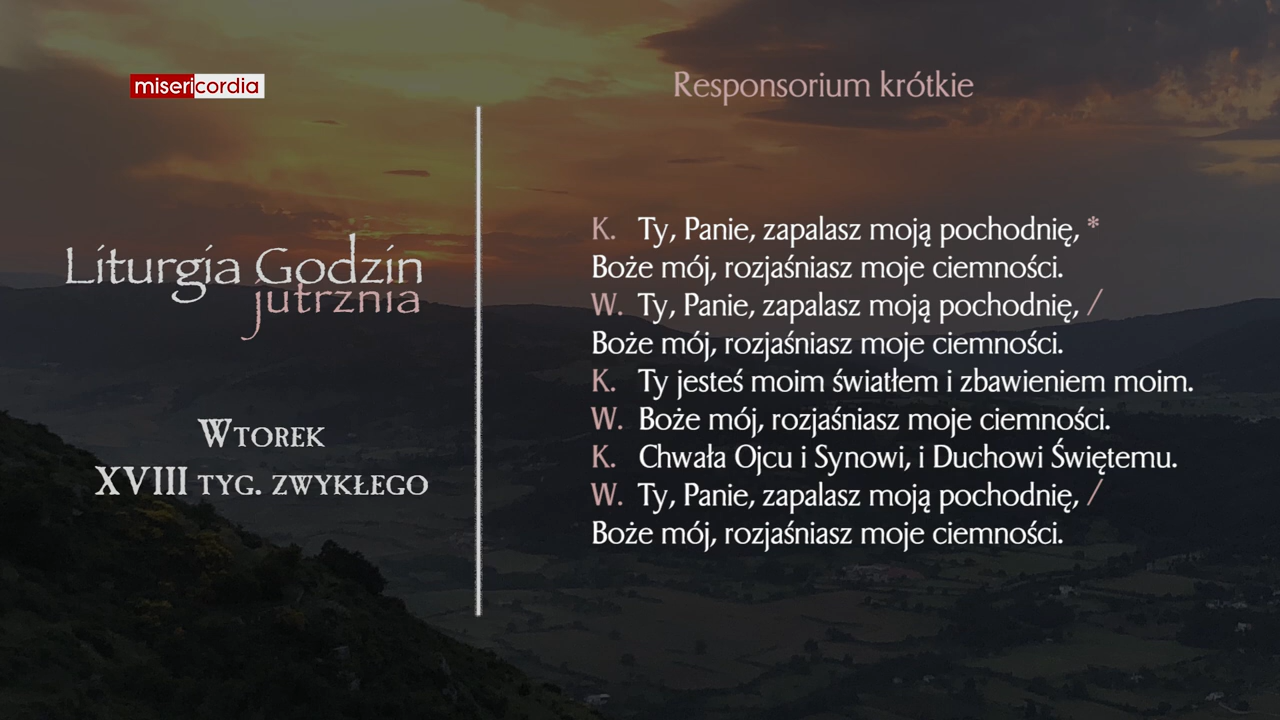 misericordia
Liturgia Godzin
jutrznia
Wtorek
XVIII tyg. zwykłego
Responsorium krótkie
K. Ty, Panie, zapalasz moją pochodnię, *
Boże mój, rozjaśniasz moje ciemności.
W. Ty, Panie, zapalasz moją pochodnię, /
Boże mój, rozjaśniasz moje ciemności.
K. Ty jesteś moim światłem i zbawieniem moim.
W. Boże mój, rozjaśniasz moje ciemności.
K. Chwała Ojcu i Synowi, i Duchowi Świętemu.
W. Ty, Panie, zapalasz moją pochodnię, /
Boże mój, rozjaśniasz moje ciemności.